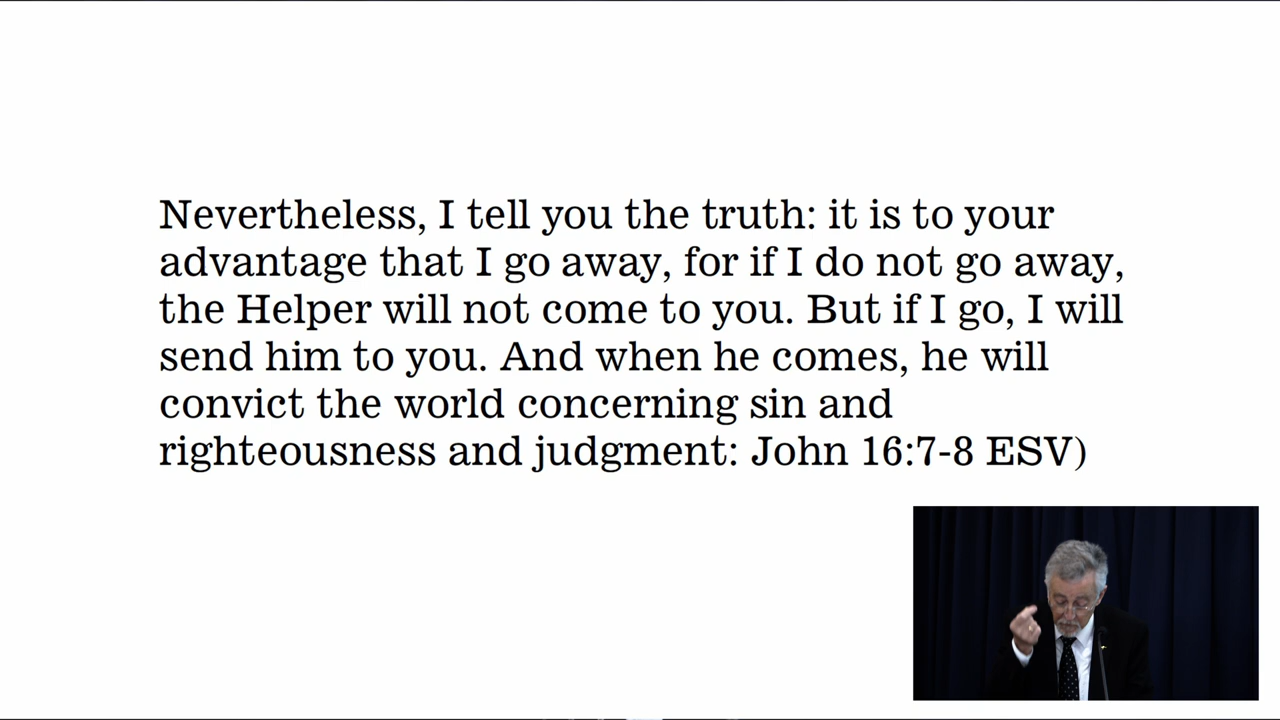 Nevertheless, I tell you the truth: it is to your
advantage that I go away, for if I do not go away,
the Helper will not come to you. But if I go, I will
send him to you. And when he comes, he will
convict the world concerning sin and
righteousness and judgment: John 16:7-8 ESV)